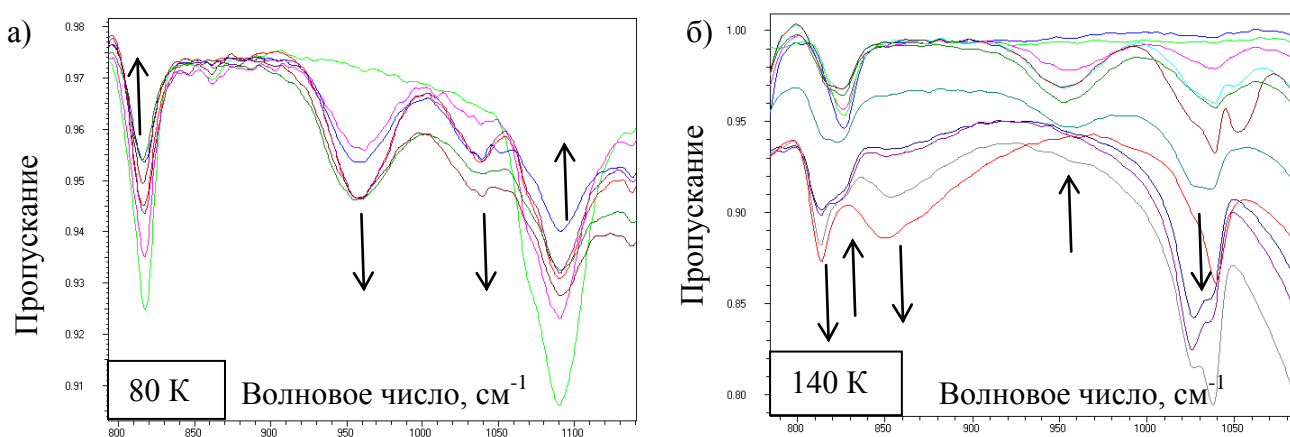 а)
0.98
0.97
0.96
0.95
0.94
0.93
0.92
0.91
Пропускание
80 К
Волновое число, см-1
793 850 900 950 1000 1050 1100
б)
1.00
0.95
0.90
0.85
0.80
Пропускание
140 К
Волновое число, см-1
800 850 900 950 1000 1050